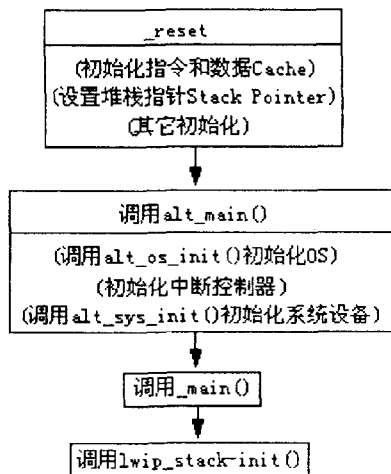 _reset
(初始化指令和数据Cache)
(设置堆栈指针Stack Pointer)
(其它初始化)
调用alt_main()
(调用alt_os_init()初始化OS)
(初始化中断控制器)
(调用alt_sys_init()初始化系统设备)
调用_main()
调用lwip_stack-init()